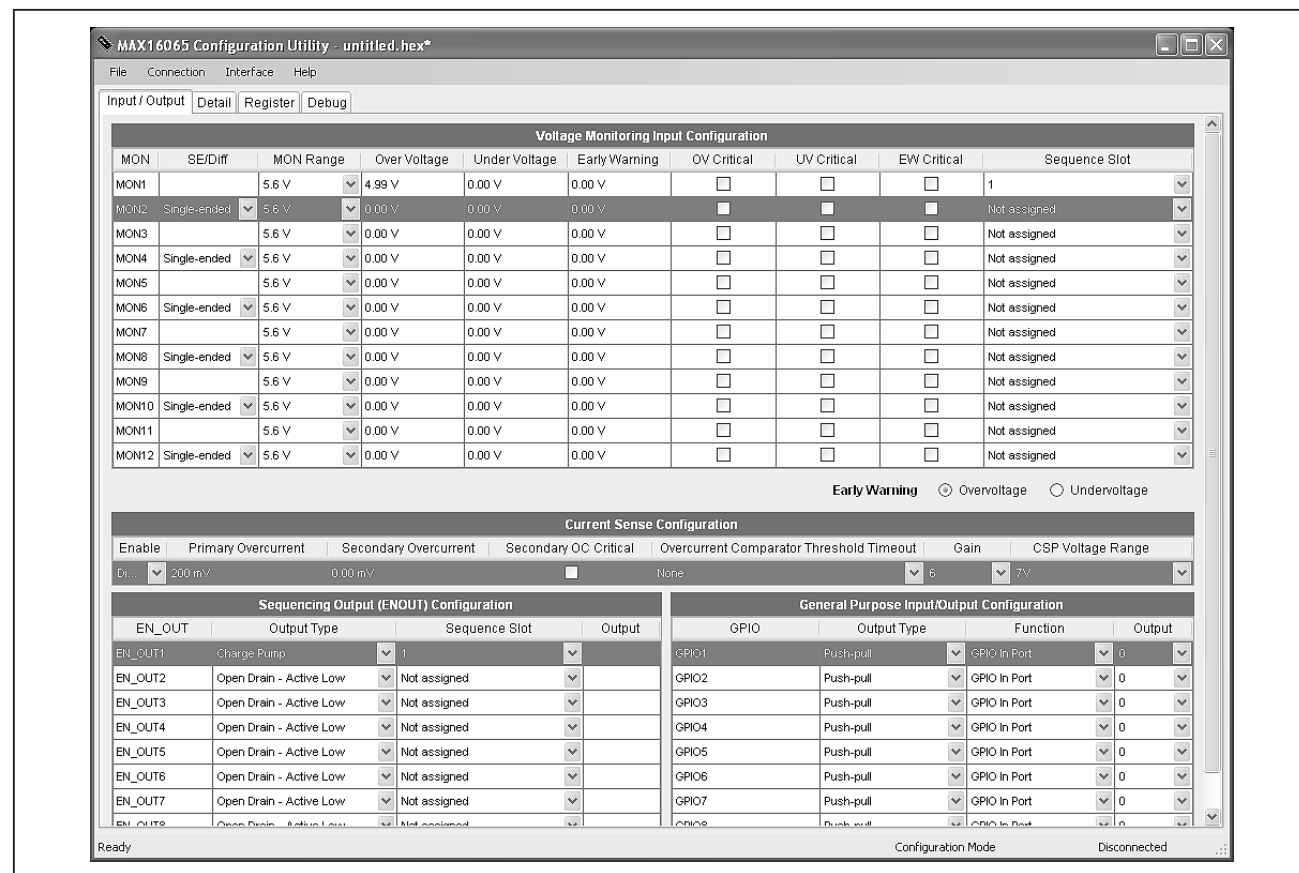 MAX16065 Configuration Utility - untitled.hex*
File Connection Interface Help
Input / Output Detail Register Debug
Voltage Monitoring Input Configuration
MON SE/Diff MON Range Over Voltage Under Voltage Early Warning OV Critical UV Critical EW Critical Sequence Slot
MON1 5.6 V 4.99 V 0.00 V 0.00 V 1
MON2 Single-ended 5.6 V 0.00 V 0.00 V 0.00 V Not assigned
MON3 5.6 V 0.00 V 0.00 V 0.00 V Not assigned
MON4 Single-ended 5.6 V 0.00 V 0.00 V 0.00 V Not assigned
MON5 5.6 V 0.00 V 0.00 V 0.00 V Not assigned
MON6 Single-ended 5.6 V 0.00 V 0.00 V 0.00 V Not assigned
MON7 5.6 V 0.00 V 0.00 V 0.00 V Not assigned
MON8 Single-ended 5.6 V 0.00 V 0.00 V 0.00 V Not assigned
MON9 5.6 V 0.00 V 0.00 V 0.00 V Not assigned
MON10 Single-ended 5.6 V 0.00 V 0.00 V 0.00 V Not assigned
MON11 5.6 V 0.00 V 0.00 V 0.00 V Not assigned
MON12 Single-ended 5.6 V 0.00 V 0.00 V 0.00 V Not assigned
Early Warning Overvoltage Undervoltage
Current Sense Configuration
Enable Primary Overcurrent Secondary Overcurrent Secondary OC Critical Overcurrent Comparator Threshold Timeout Gain CSP Voltage Range
Di... 200 mV 0.00 mV None 6 7V
Sequencing Output (ENOUT) Configuration
EN_OUT Output Type Sequence Slot Output
EN_OUT1 Charge Pump 1
EN_OUT2 Open Drain - Active Low Not assigned
EN_OUT3 Open Drain - Active Low Not assigned
EN_OUT4 Open Drain - Active Low Not assigned
EN_OUT5 Open Drain - Active Low Not assigned
EN_OUT6 Open Drain - Active Low Not assigned
EN_OUT7 Open Drain - Active Low Not assigned
EN_OUT8 Open Drain - Active Low Not assigned
General Purpose Input/Output Configuration
GPIO Output Type Function Output
GPIO1 Push-pull GPIO In Port 0
GPIO2 Push-pull GPIO In Port 0
GPIO3 Push-pull GPIO In Port 0
GPIO4 Push-pull GPIO In Port 0
GPIO5 Push-pull GPIO In Port 0
GPIO6 Push-pull GPIO In Port 0
GPIO7 Push-pull GPIO In Port 0
GPIO8 Push-pull GPIO In Port 0
Ready Configuration Mode Disconnected